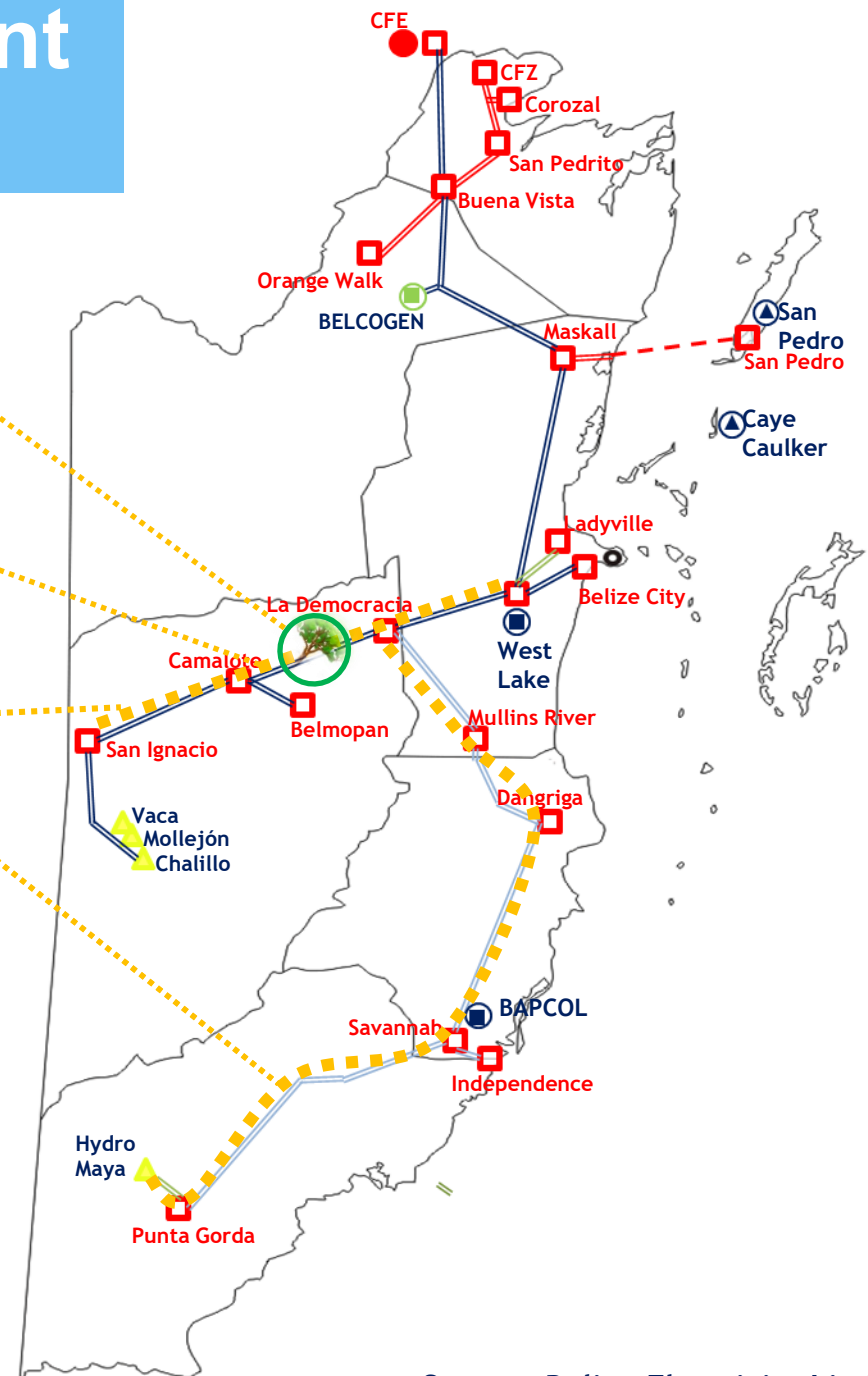 nt
CFE
CFZ
Corozal
San Pedrito
Buena Vista
Orange Walk
BELCOGEN
Maskall
San
Pedro
San Pedro
Caye
Caulker
Ladyville
Belize City
La Democracia
West
Lake
Camalote
Belmopan
Mullins River
San Ignacio
Dangriga
Vaca
Mollejón
Chalillo
BAPCOL
Savannah
Independence
Hydro
Maya
Punta Gorda